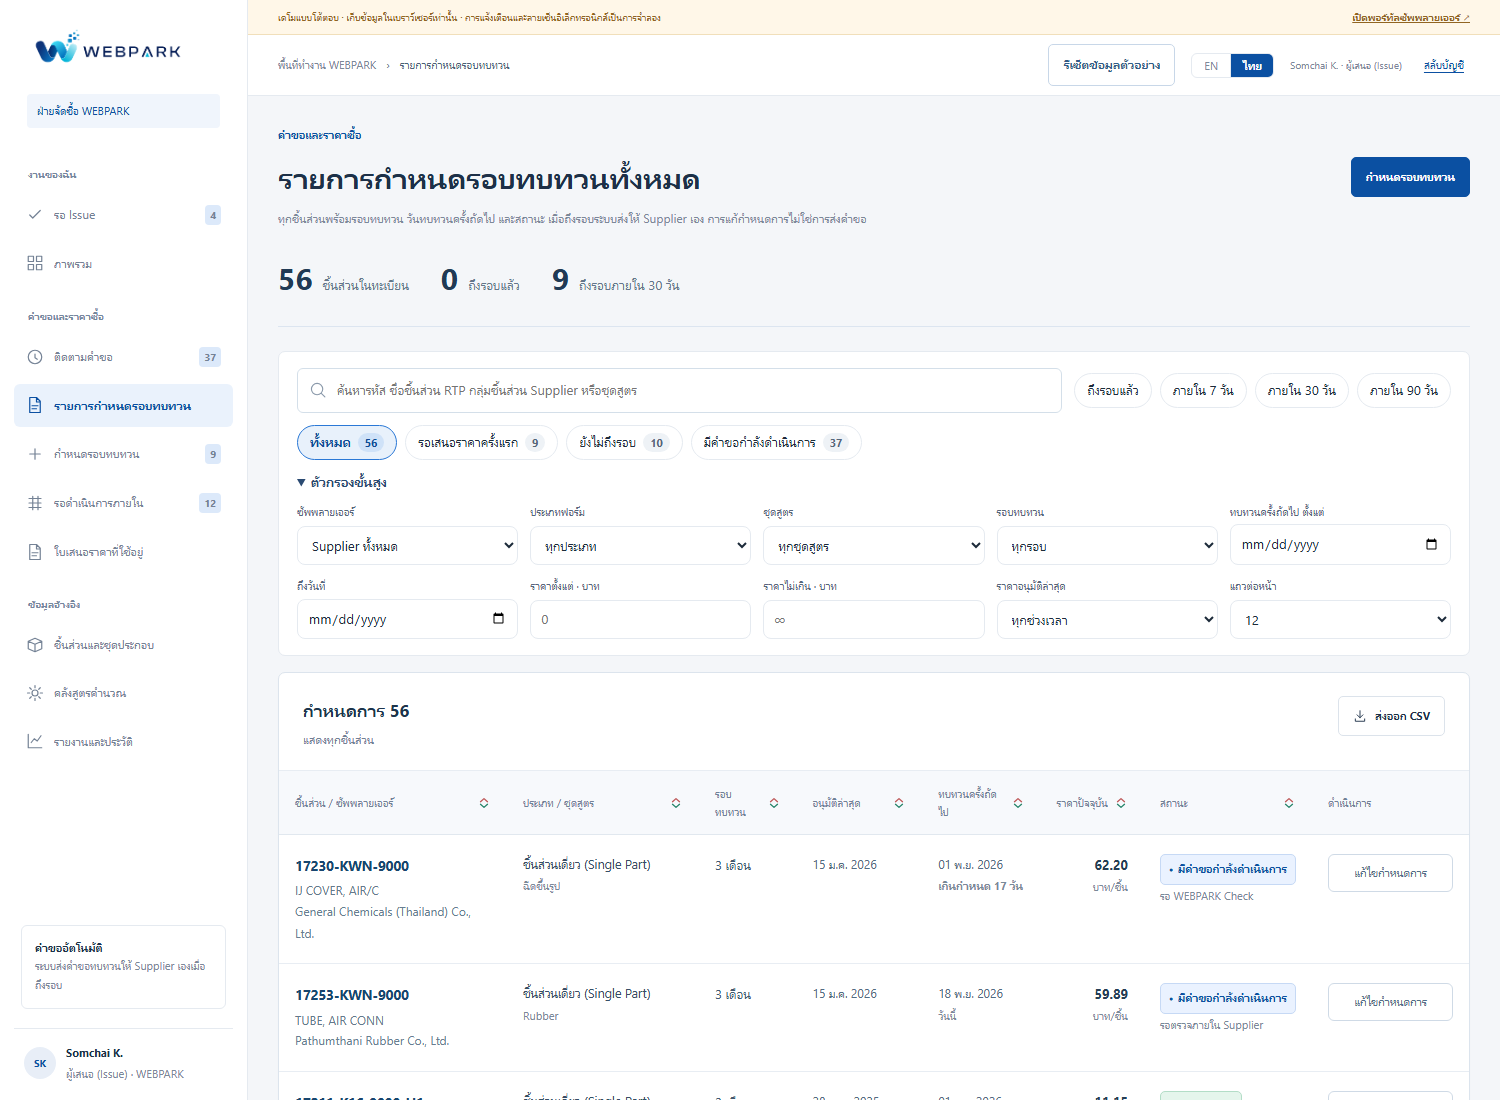 เดโมแบบโต้ตอบ · เก็บข้อมูลในเบราว์เซอร์เท่านั้น · การแจ้งเตือนและลายเซ็นอิเล็กทรอนิกส์เป็นการจำลอง
เปิดพอร์ทัลซัพพลายเออร์ ↗
WEBPARK
พื้นที่ทำงาน WEBPARK › รายการกำหนดรอบทบทวน
รีเซ็ตข้อมูลตัวอย่าง
EN ไทย
Somchai K. · ผู้เสนอ (Issue)
สลับบัญชี
ฝ่ายจัดซื้อ WEBPARK
งานของฉัน
รอ Issue 4
ภาพรวม
คำขอและราคาซื้อ
ติดตามคำขอ 37
รายการกำหนดรอบทบทวน
กำหนดรอบทบทวน 9
รอดำเนินการภายใน 12
ใบเสนอราคาที่ใช้อยู่
ข้อมูลอ้างอิง
ชิ้นส่วนและชุดประกอบ
คลังสูตรคำนวณ
รายงานและประวัติ
คำขออัตโนมัติ
ระบบส่งคำขอทบทวนให้ Supplier เองเมื่อ
ถึงรอบ
SK
Somchai K.
ผู้เสนอ (Issue) · WEBPARK
คำขอและราคาซื้อ
รายการกำหนดรอบทบทวนทั้งหมด
กำหนดรอบทบทวน
ทุกชิ้นส่วนพร้อมรอบทบทวน วันทบทวนครั้งถัดไป และสถานะ เมื่อถึงรอบระบบส่งให้ Supplier เอง การแก้กำหนดการไม่ใช่การส่งคำขอ
56 ชิ้นส่วนในทะเบียน
0 ถึงรอบแล้ว
9 ถึงรอบภายใน 30 วัน
ค้นหารหัส ชื่อชิ้นส่วน RTP กลุ่มชิ้นส่วน Supplier หรือชุดสูตร
ถึงรอบแล้ว
ภายใน 7 วัน
ภายใน 30 วัน
ภายใน 90 วัน
ทั้งหมด 56
รอเสนอราคาครั้งแรก 9
ยังไม่ถึงรอบ 10
มีคำขอกำลังดำเนินการ 37
▼ ตัวกรองขั้นสูง
ซัพพลายเออร์
ประเภทฟอร์ม
ชุดสูตร
รอบทบทวน
ทบทวนครั้งถัดไป ตั้งแต่
Supplier ทั้งหมด
ทุกประเภท
ทุกชุดสูตร
ทุกรอบ
mm/dd/yyyy
ถึงวันที่
ราคาตั้งแต่ · บาท
ราคาไม่เกิน · บาท
ราคาอนุมัติล่าสุด
แถวต่อหน้า
mm/dd/yyyy
0
∞
ทุกช่วงเวลา
12
กำหนดการ 56
แสดงทุกชิ้นส่วน
ส่งออก CSV
ชิ้นส่วน / ซัพพลายเออร์
ประเภท / ชุดสูตร
รอบ
ทบทวน
อนุมัติล่าสุด
ทบทวนครั้งถัด
ไป
ราคาปัจจุบัน
สถานะ
ดำเนินการ
17230-KWN-9000
IJ COVER, AIR/C
General Chemicals (Thailand) Co.,
Ltd.
ชิ้นส่วนเดี่ยว (Single Part)
ฉีดขึ้นรูป
3 เดือน
15 ม.ค. 2026
01 พ.ย. 2026
เกินกำหนด 17 วัน
62.20
บาท/ชิ้น
• มีคำขอกำลังดำเนินการ
รอ WEBPARK Check
แก้ไขกำหนดการ
17253-KWN-9000
TUBE, AIR CONN
Pathumthani Rubber Co., Ltd.
ชิ้นส่วนเดี่ยว (Single Part)
Rubber
3 เดือน
15 ม.ค. 2026
18 พ.ย. 2026
วันนี้
59.89
บาท/ชิ้น
• มีคำขอกำลังดำเนินการ
รอตรวจภายใน Supplier
แก้ไขกำหนดการ